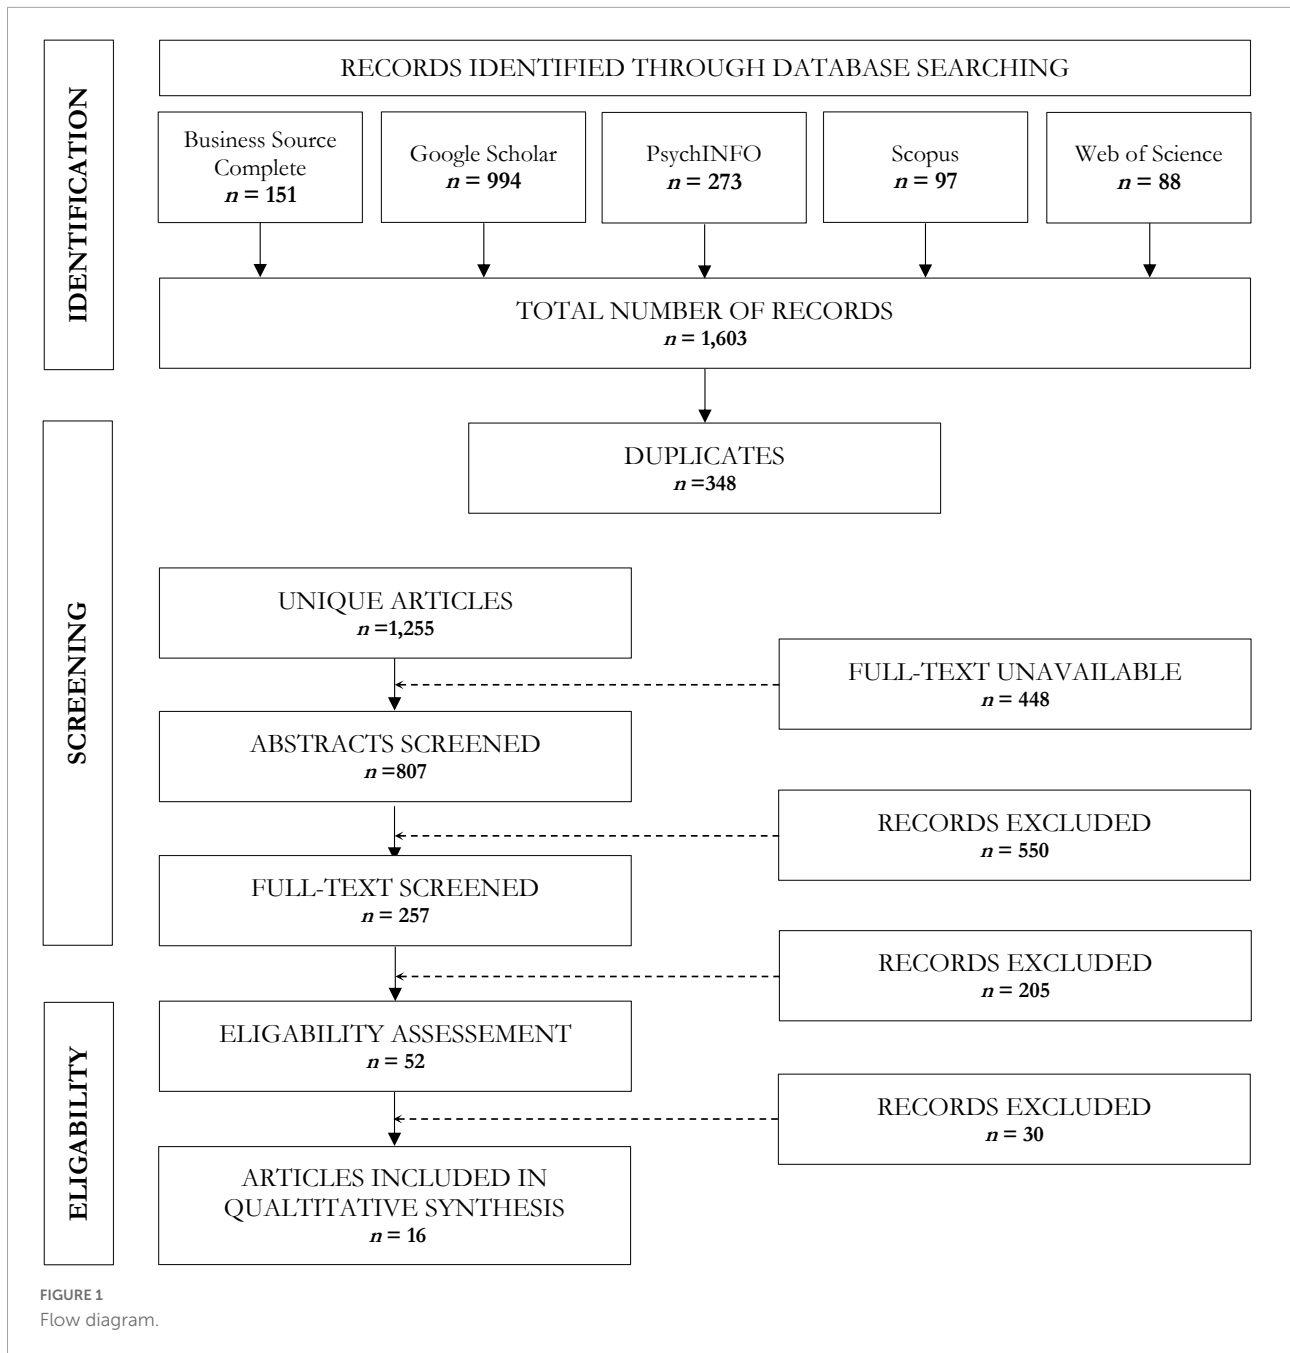 IDENTIFICATION
RECORDS IDENTIFIED THROUGH DATABASE SEARCHING
Business Source
Complete
n = 151
Google Scholar
n = 994
PsychINFO
n = 273
Scopus
n = 97
Web of Science
n = 88
TOTAL NUMBER OF RECORDS
n = 1,603
SCREENING
DUPLICATES
n =348
UNIQUE ARTICLES
n =1,255
FULL-TEXT UNAVAILABLE
n = 448
ABSTRACTS SCREENED
n =807
RECORDS EXCLUDED
n = 550
FULL-TEXT SCREENED
n = 257
RECORDS EXCLUDED
n = 205
ELIGABILITY
ELIGABILITY ASSESSEMENT
n = 52
RECORDS EXCLUDED
n = 30
ARTICLES INCLUDED IN
QUALTITATIVE SYNTHESIS
n = 16
FIGURE 1
Flow diagram.